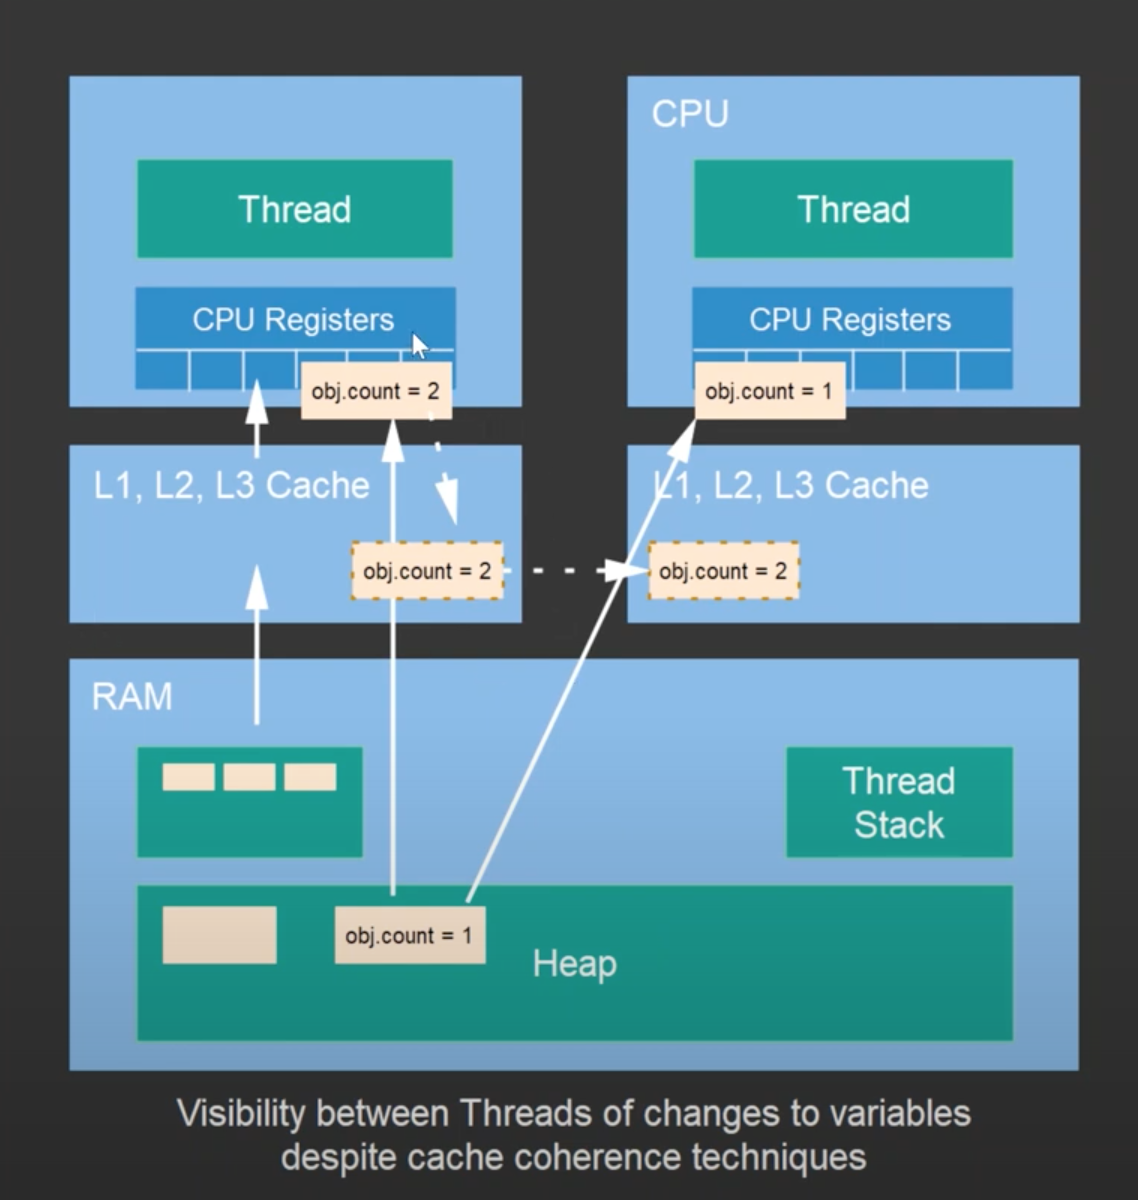 CPU
Thread
Thread
CPU Registers
CPU Registers
obj.count = 2
obj.count = 1
L1, L2, L3 Cache
L1, L2, L3 Cache
obj.count = 2
obj.count = 2
RAM
Thread
Stack
obj.count = 1
Heap
Visibility between Threads of changes to variables
despite cache coherence techniques